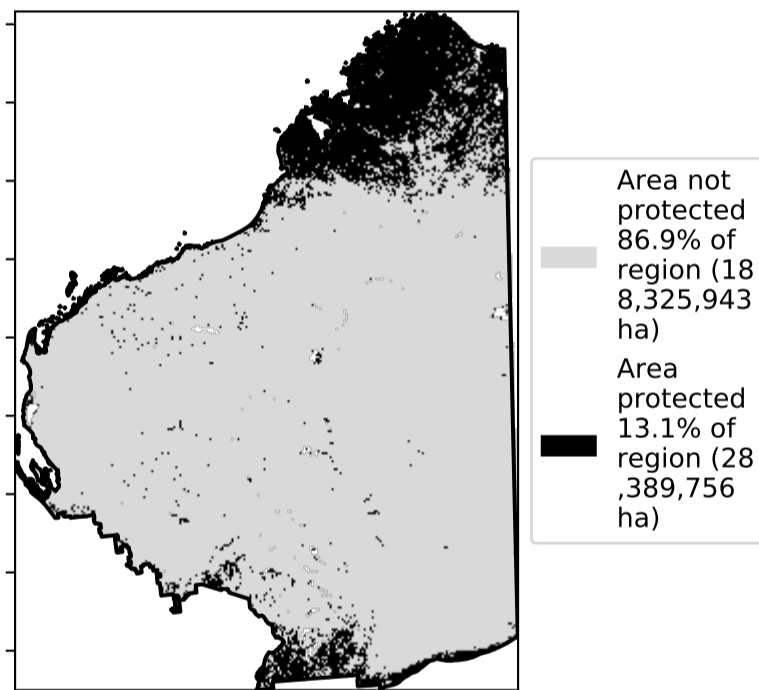 Area not
protected
86.9% of
region (18
8,325,943
ha)
Area
protected
13.1% of
region (28
,389,756
ha)